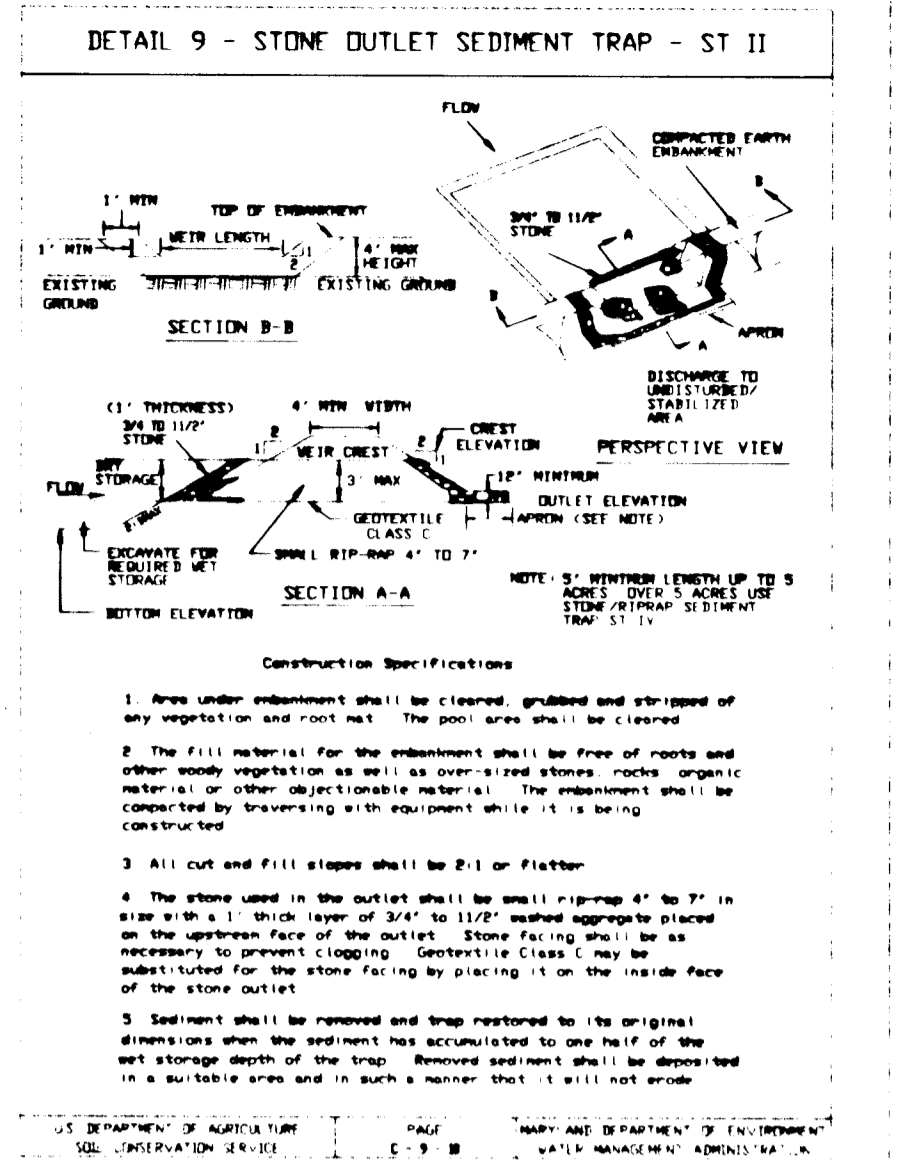 DETAIL 9 - STONE OUTLET SEDIMENT TRAP - ST II
FLOW
COMPACTED EARTH
EMBANKMENT
B
3/4" TO 11/2"
STONE
A
B
A
APRON
DISCHARGE TO
UNDISTURBED/
STABILIZED
AREA
PERSPECTIVE VIEW
1' MIN
TOP OF EMBANKMENT
1' MIN
WEIR LENGTH
1
2
4' MAX
HEIGHT
EXISTING
GROUND
EXISTING GROUND
SECTION B-B
(1' THICKNESS)
3/4 TO 11/2"
STONE
4' MIN WIDTH
2
1
WEIR CREST
2
1
CREST
ELEVATION
DRY
STORAGE
FLOW
3' MAX
12" MINIMUM
OUTLET ELEVATION
APRON (SEE NOTE)
GEOTEXTILE
CLASS C
EXCAVATE FOR
REQUIRED WET
STORAGE
SMALL RIP-RAP 4" TO 7"
BOTTOM ELEVATION
SECTION A-A
NOTE: 5' MINIMUM LENGTH UP TO 5
ACRES OVER 5 ACRES USE
STONE/RIPRAP SEDIMENT
TRAP ST IV
Construction Specifications
1. Area under embankment shall be cleared, grubbed and stripped of
any vegetation and root mat The pool area shall be cleared
2 The fill material for the embankment shall be free of roots and
other woody vegetation as well as over-sized stones, rocks organic
material or other objectionable material The embankment shall be
compacted by traversing with equipment while it is being
constructed
3 All cut and fill slopes shall be 2:1 or flatter
4 The stone used in the outlet shall be small rip-rap 4" to 7" in
size with a 1' thick layer of 3/4" to 11/2" washed aggregate placed
on the upstream face of the outlet Stone facing shall be as
necessary to prevent clogging Geotextile Class C may be
substituted for the stone facing by placing it on the inside face
of the stone outlet
5 Sediment shall be removed and trap restored to its original
dimensions when the sediment has accumulated to one half of the
wet storage depth of the trap Removed sediment shall be deposited
in a suitable area and in such a manner that it will not erode
U.S. DEPARTMENT OF AGRICULTURE
SOIL CONSERVATION SERVICE
PAGE
C - 9 -
MARYLAND DEPARTMENT OF ENVIRONMENT
WATER MANAGEMENT ADMINISTRATION